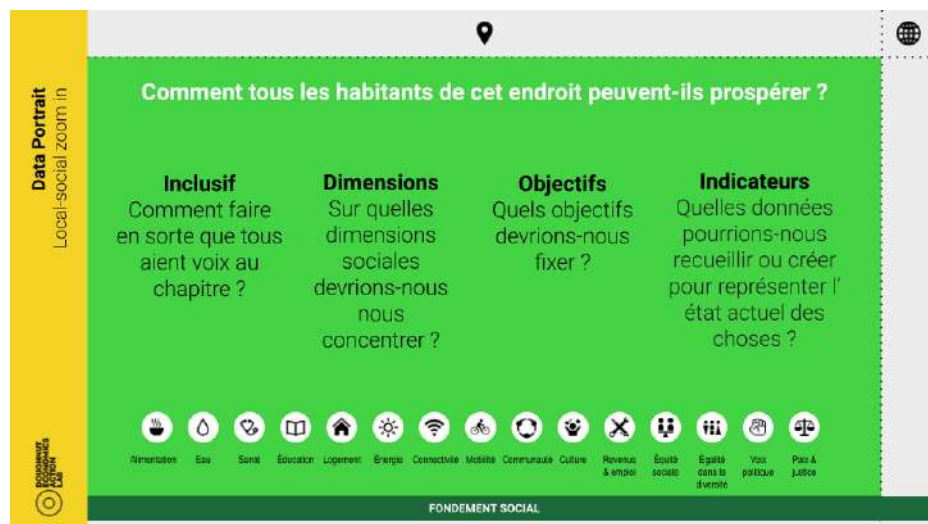 Data Portrait
Local-social zoom in
Comment tous les habitants de cet endroit peuvent-ils prospérer ?
Inclusif
Comment faire
en sorte que tous
aient voix au
chapitre ?
Dimensions
Sur quelles
dimensions
sociales
devrions-nous
nous
concentrer ?
Objectifs
Quels objectifs
devrions-nous
fixer ?
Indicateurs
Quelles données
pourrions-nous
recueillir ou créer
pour représenter l’
état actuel des
choses ?
Alimentation
Eau
Santé
Éducation
Logement
Énergie
Connectivité
Mobilité
Communauté
Culture
Revenus
& emploi
Équité
sociale
Égalité
dans la
diversité
Voix
politique
Paix &
justice
DOUGHNUT
ECONOMICS
ACTION
LAB
FONDEMENT SOCIAL